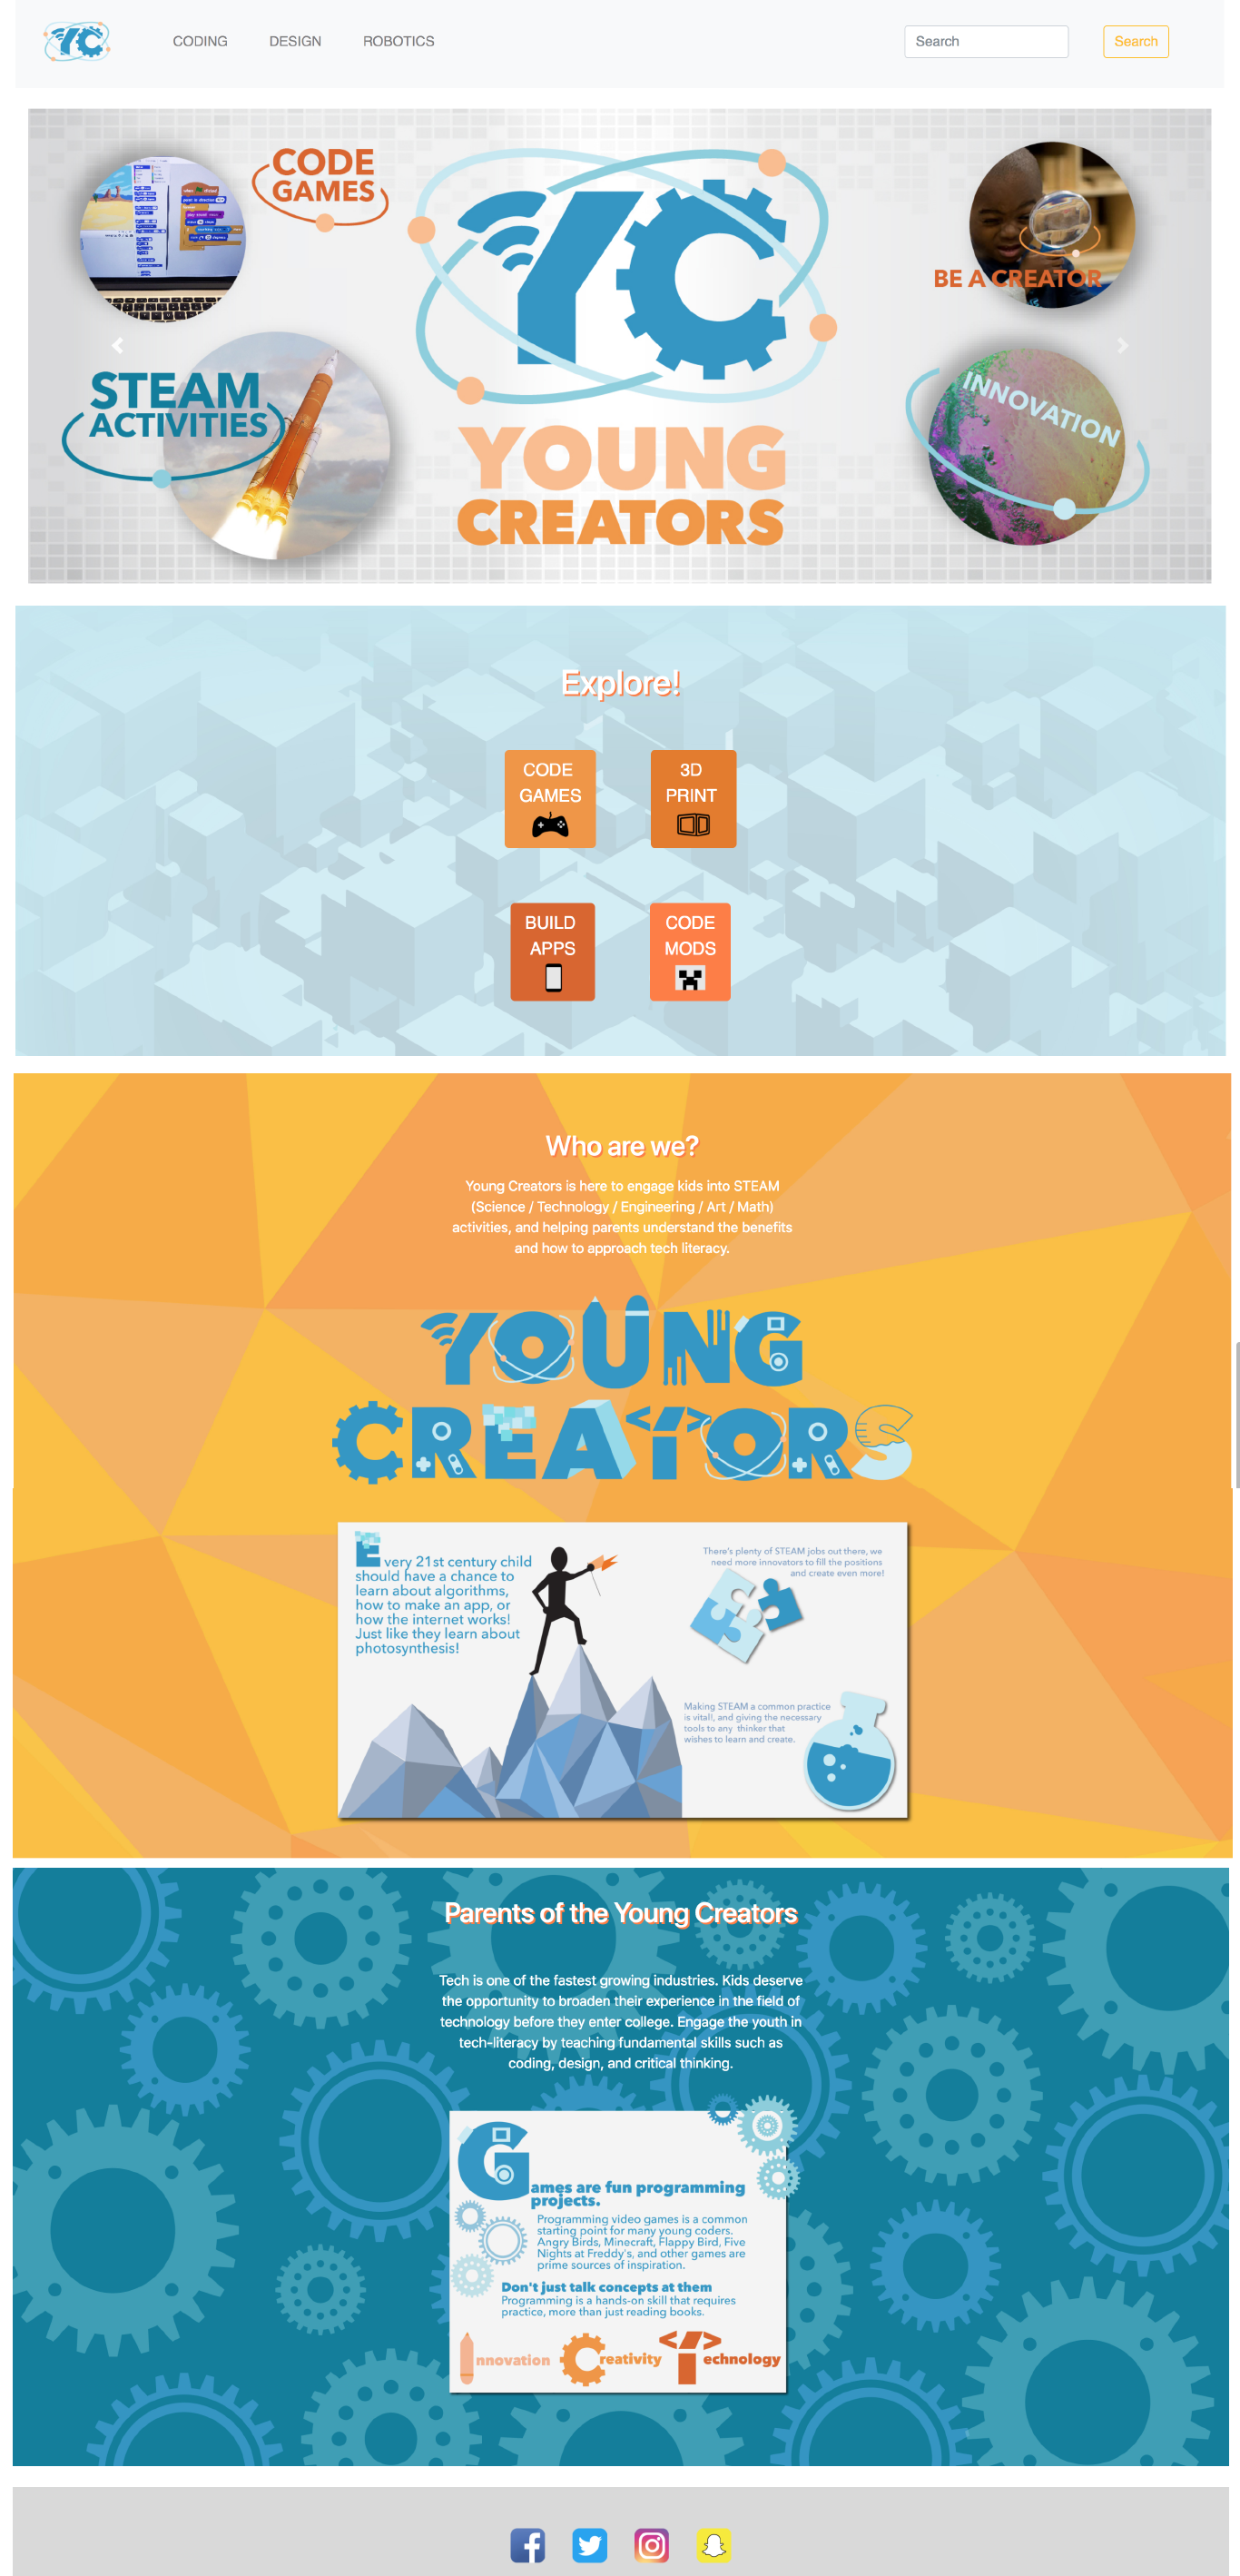 YC
CODING
DESIGN
ROBOTICS
Search
Search
CODE
GAMES
YC
BE A CREATOR
STEAM
ACTIVITIES
INNOVATION
YOUNG
CREATORS
Explore!
CODE
GAMES
3D
PRINT
BUILD
APPS
CODE
MODS
Who are we?
Young Creators is here to engage kids into STEAM
(Science / Technology / Engineering / Art / Math)
activities, and helping parents understand the benefits
and how to approach tech literacy.
YOUNG
CREATORS
Every 21st century child
should have a chance to
learn about algorithms,
how to make an app, or
how the internet works!
Just like they learn about
photosynthesis!
There's plenty of STEAM jobs out there, we
need more innovators to fill the positions
and create even more!
Making STEAM a common practice
is vital!, and giving the necessary
tools to any thinker that
wishes to learn and create.
Parents of the Young Creators
Tech is one of the fastest growing industries. Kids deserve
the opportunity to broaden their experience in the field of
technology before they enter college. Engage the youth in
tech-literacy by teaching fundamental skills such as
coding, design, and critical thinking.
Games are fun programming
projects.
Programming video games is a common
starting point for many young coders.
Angry Birds, Minecraft, Flappy Bird, Five
Nights at Freddy's, and other games are
prime sources of inspiration.
Don't just talk concepts at them
Programming is a hands-on skill that requires
practice, more than just reading books.
Innovation Creativity Technology